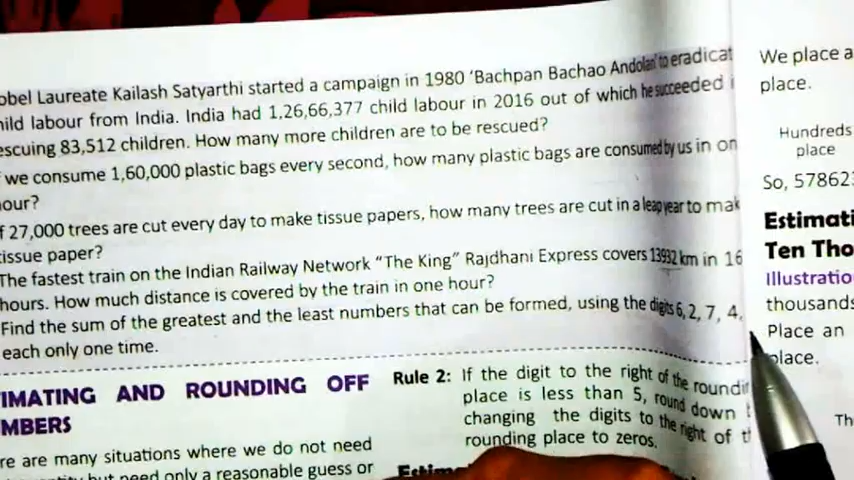 obel Laureate Kailash Satyarthi started a campaign in 1980 ‘Bachpan Bachao Andolan’ to eradicat
hild labour from India. India had 1,26,66,377 child labour in 2016 out of which he succeeded i
escuing 83,512 children. How many more children are to be rescued?
we consume 1,60,000 plastic bags every second, how many plastic bags are consumed by us in on
our?
f 27,000 trees are cut every day to make tissue papers, how many trees are cut in a leap year to mak
tissue paper?
The fastest train on the Indian Railway Network “The King” Rajdhani Express covers 13932 km in 16
hours. How much distance is covered by the train in one hour?
Find the sum of the greatest and the least numbers that can be formed, using the digits 6, 2, 7, 4,
each only one time.
IMATING AND ROUNDING OFF
MBERS
re are many situations where we do not need
but need only a reasonable guess or
Rule 2: If the digit to the right of the roundin
place is less than 5, round down
changing the digits to the right of t
rounding place to zeros.
Estim
We place a
place.
Hundreds
place
So, 57862
Estimati
Ten Tho
Illustratio
thousands
Place an
place.
Th